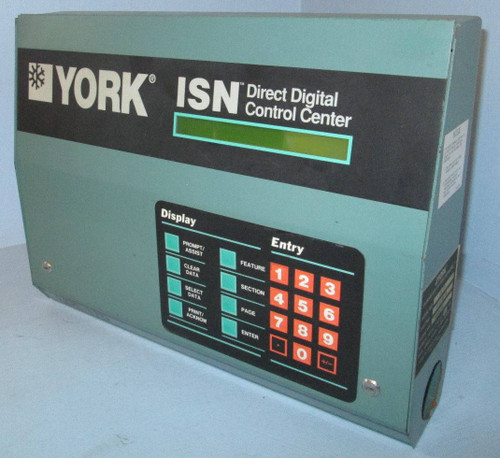 YORK®
ISN™ Direct Digital
Control Center
Display
Entry
PROMPT/
ASSIST
FEATURE
CLEAR
DATA
SECTION
SELECT
DATA
PAGE
PRINT/
ACKNOW
ENTER
1 2 3
4 5 6
7 8 9
. 0 +/-